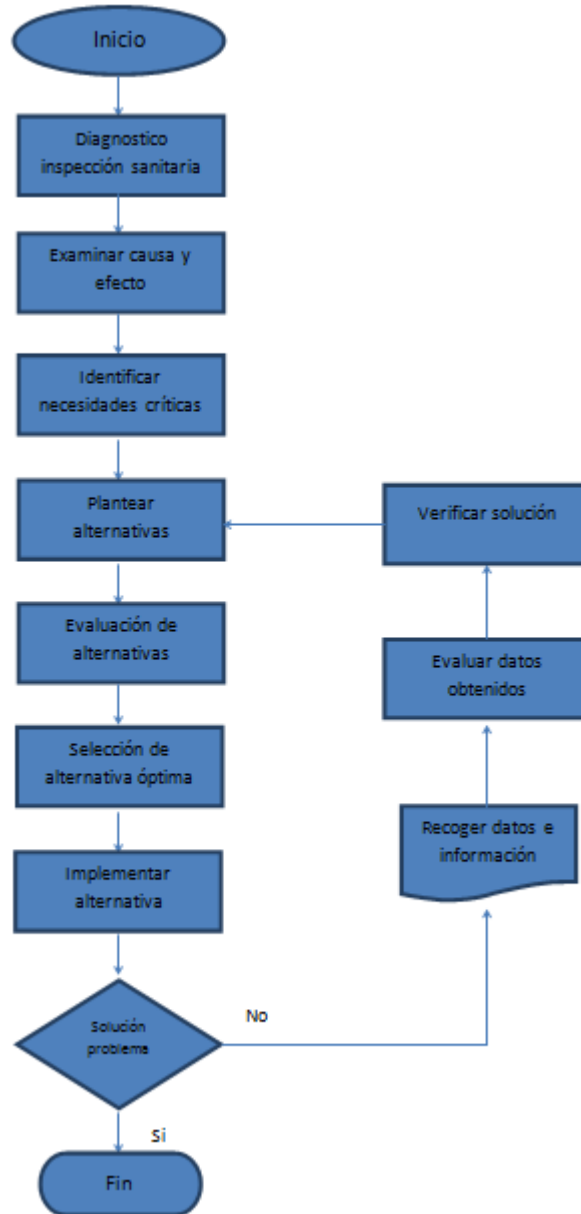 Inicio
Diagnostico
inspección sanitaria
Examinar causa y
efecto
Identificar
necesidades críticas
Plantear
alternativas
Evaluación de
alternativas
Selección de
alternativa óptima
Implementar
alternativa
Solución
problema
No
Si
Fin
Recoger datos e
información
Evaluar datos
obtenidos
Verificar solución